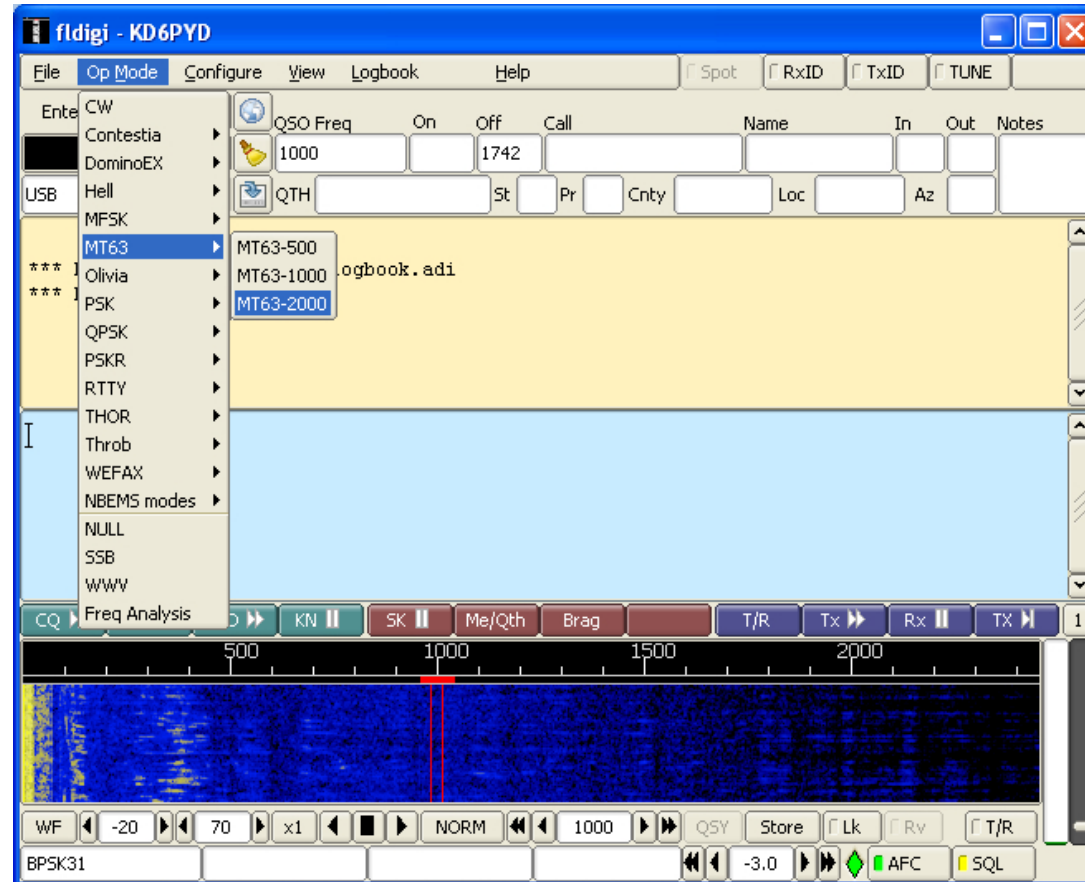 fldigi - KD6PYD
File Op Mode Configure View Logbook Help Spot RxID TxID TUNE
Ente
QSO Freq On Off Call Name In Out Notes
1000 1742
USB QTH St Pr Cnty Loc Az
CW
Contestia
DominoEX
Hell
MFSK
MT63
Olivia
PSK
QPSK
PSKR
RTTY
THOR
Throb
WEFAX
NBEMS modes
NULL
SSB
WWV
Freq Analysis
MT63-500
MT63-1000
MT63-2000
*** ogbook.adi
***
CQ KN SK Me/Qth Brag T/R Tx Rx TX 1
500 1000 1500 2000
WF -20 70 x1 NORM 1000 QSY Store Lk Rv T/R
BPSK31 -3.0 AFC SQL